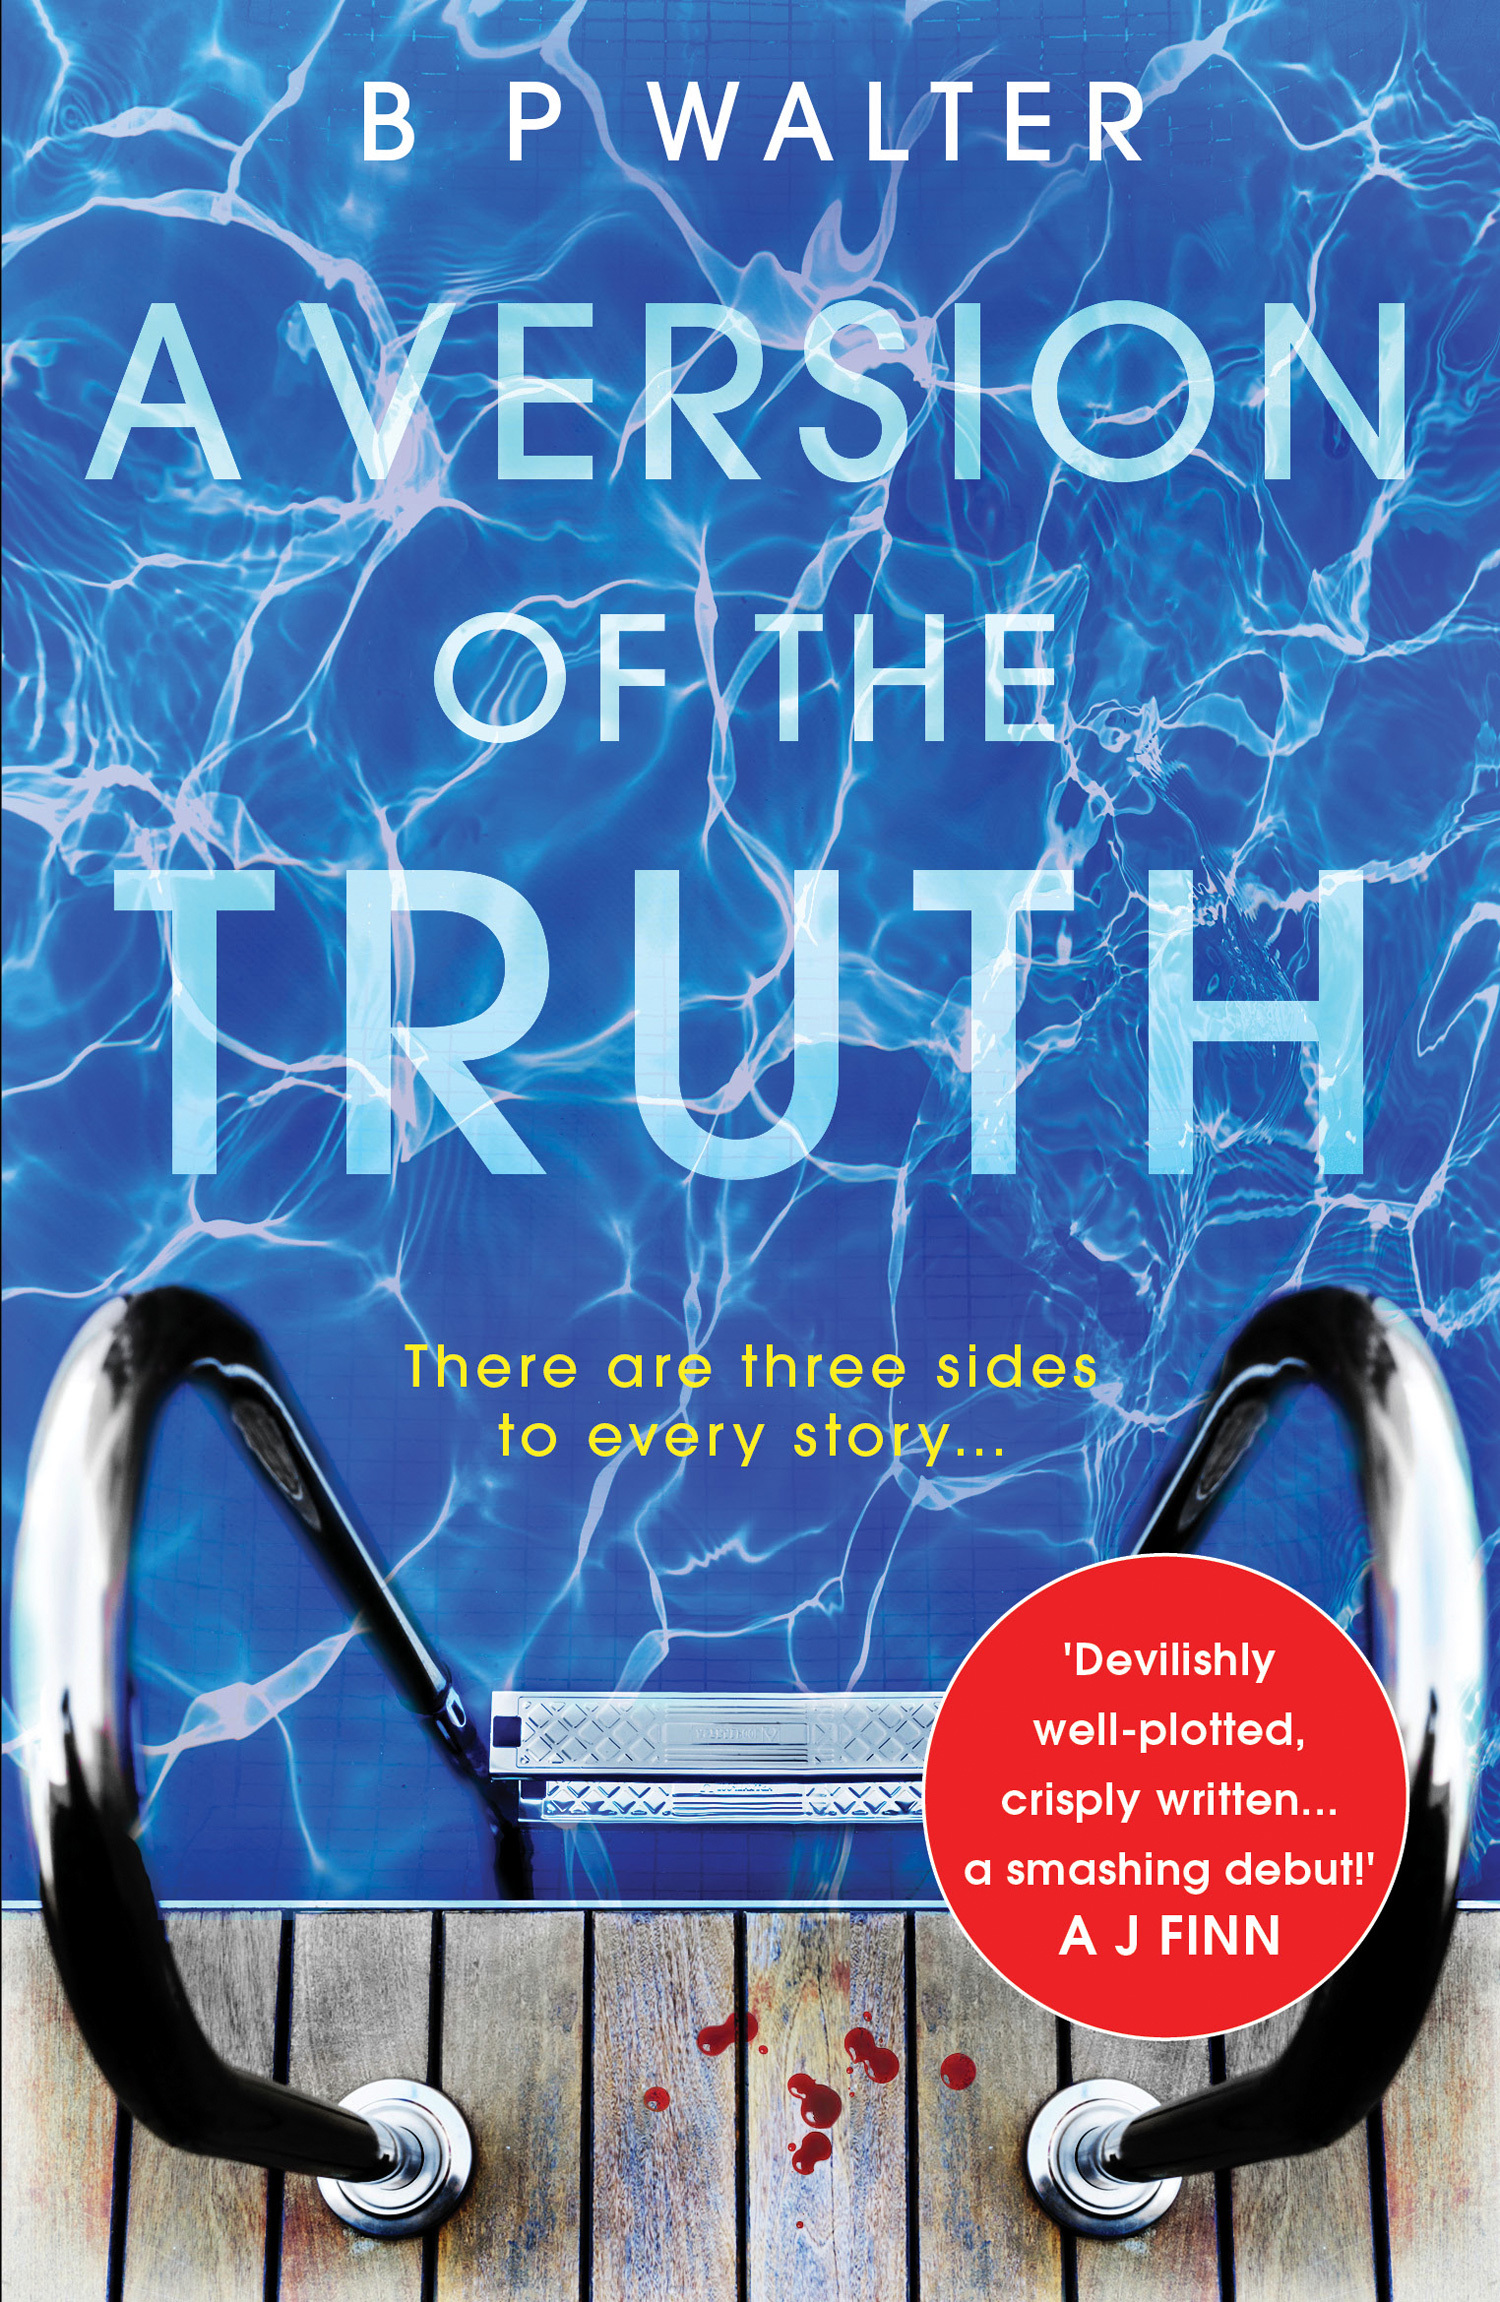 B P WALTER
A VERSION
OF THE
TRUTH
There are three sides
to every story...
'Devilishly
well-plotted,
crisply written...
a smashing debut!'
A J FINN